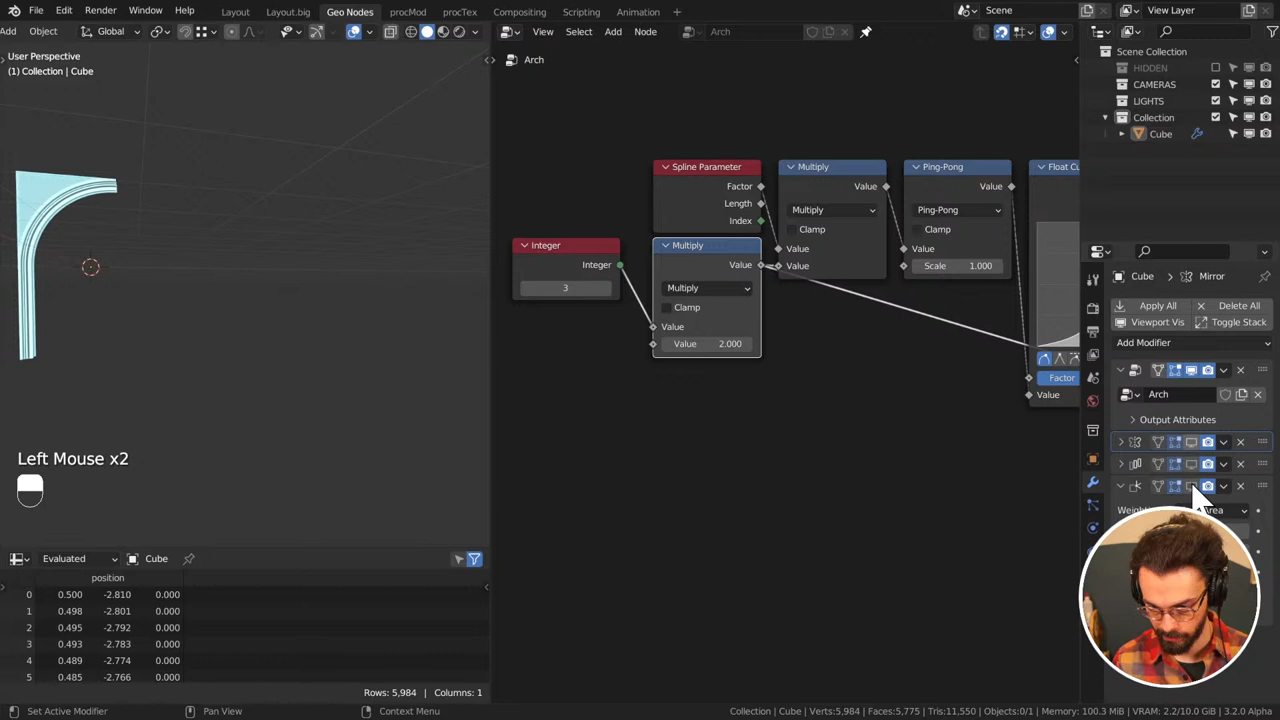 File Edit Render Window Help Layout Layout.big Geo Nodes procMod procTex Compositing Scripting Animation + Scene View Layer
Add Object Global View Select Add Node Arch
User Perspective
(1) Collection | Cube
Arch
Scene Collection
HIDDEN
CAMERAS
LIGHTS
Collection
Cube
Spline Parameter
Factor
Length
Index
Multiply
Value
Multiply
Clamp
Value
Value
Ping-Pong
Value
Ping-Pong
Clamp
Value
Scale 1.000
Float Cu
Factor
Value
Integer
Integer
3
Multiply
Value
Multiply
Clamp
Value
Value 2.000
Cube Mirror
Apply All Delete All
Viewport Vis Toggle Stack
Add Modifier
Arch
Output Attributes
Area
Left Mouse x2
Evaluated Cube
position
0 0.500 -2.810 0.000
1 0.498 -2.801 0.000
2 0.495 -2.792 0.000
3 0.493 -2.783 0.000
4 0.489 -2.774 0.000
5 0.485 -2.766 0.000
Rows: 5,984 | Columns: 1
Set Active Modifier Pan View Context Menu Collection | Cube | Verts:5,984 | Faces:5,775 | Tris:11,550 | Objects:0/1 | Memory: 100.3 MiB | VRAM: 2.2/10.0 GiB | 3.2.0 Alpha